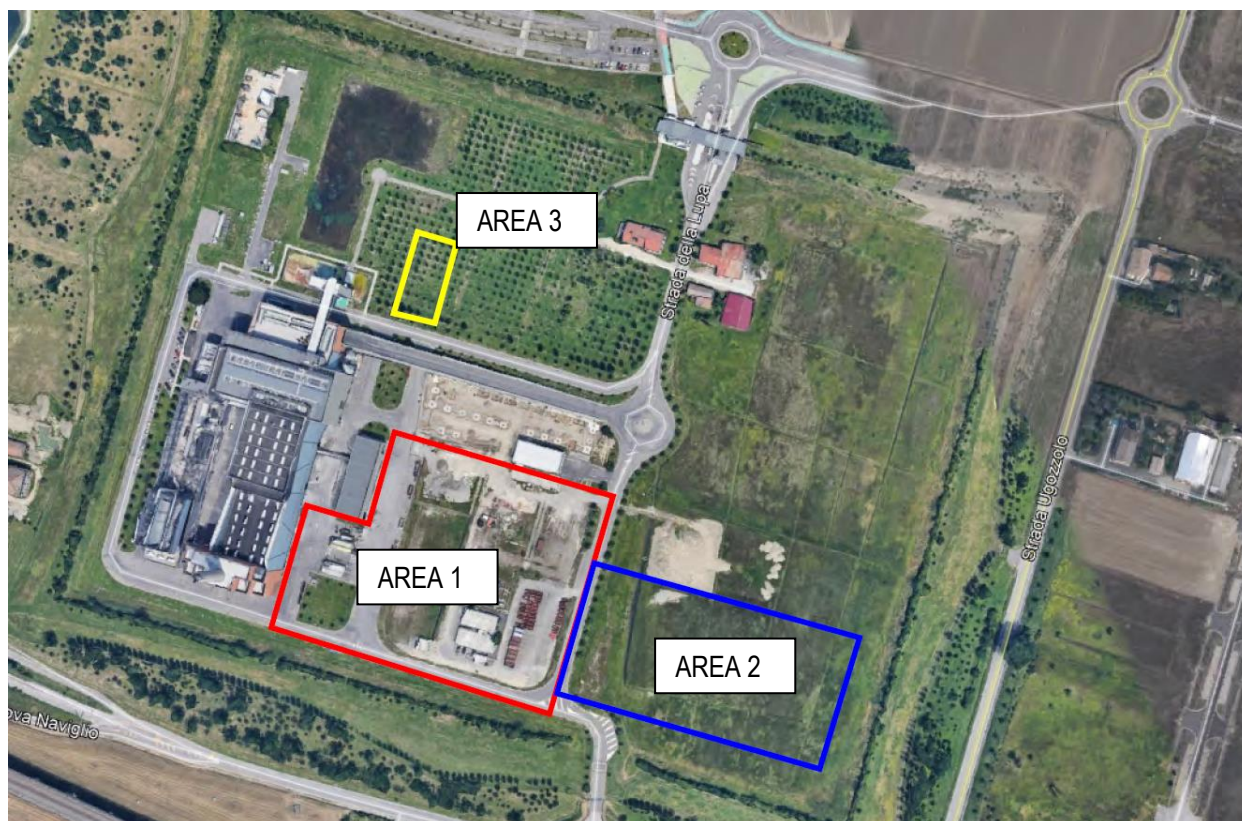 AREA 3
Strada della Lupa
AREA 1
Strada Ugozzolo
AREA 2
ova Naviglio